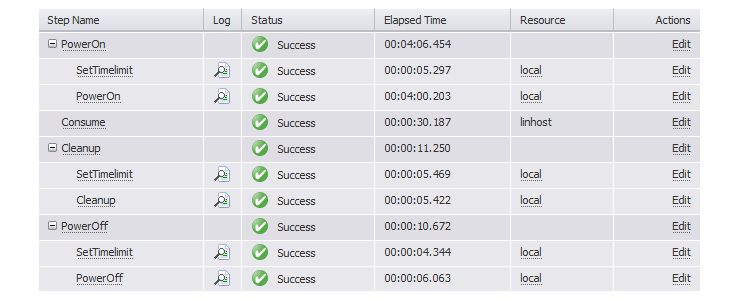 Step Name Log Status Elapsed Time Resource Actions
PowerOn Success 00:04:06.454 Edit
SetTimelimit Success 00:00:05.297 local Edit
PowerOn Success 00:04:00.203 local Edit
Consume Success 00:00:30.187 linhost Edit
Cleanup Success 00:00:11.250 Edit
SetTimelimit Success 00:00:05.469 local Edit
Cleanup Success 00:00:05.422 local Edit
PowerOff Success 00:00:10.672 Edit
SetTimelimit Success 00:00:04.344 local Edit
PowerOff Success 00:00:06.063 local Edit